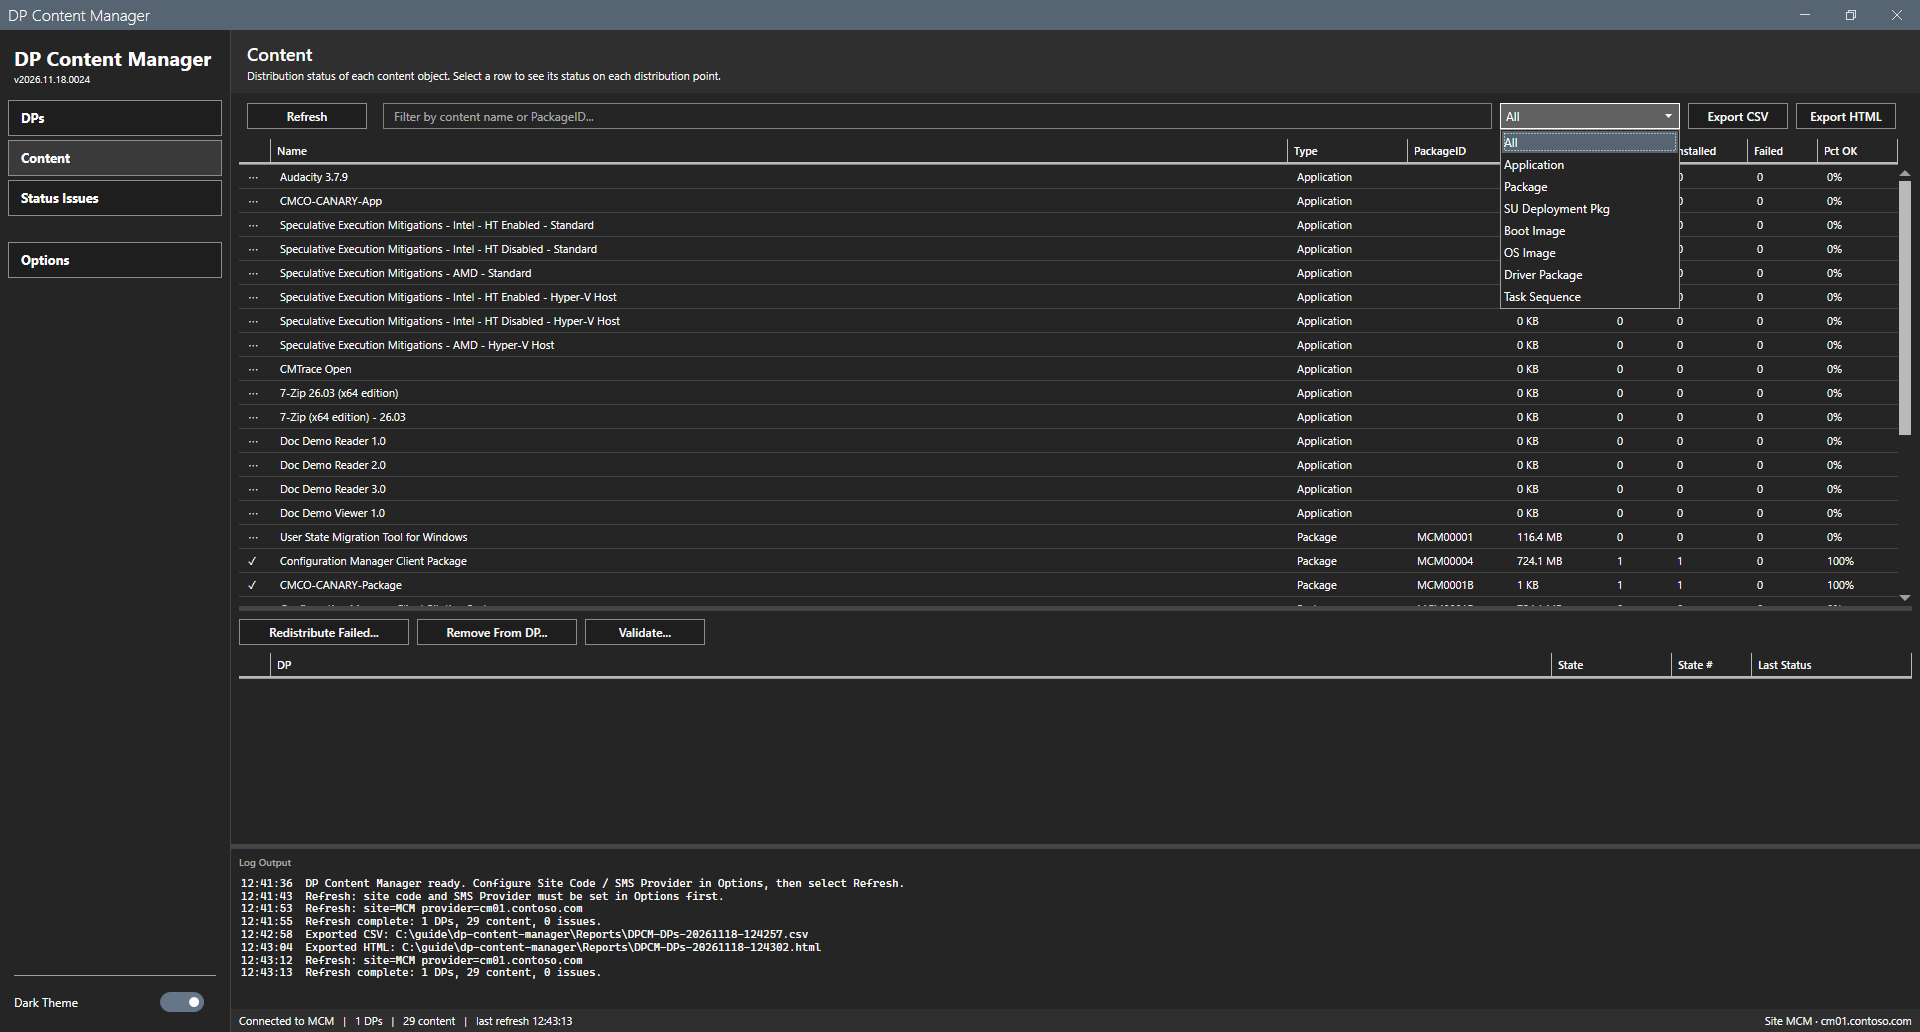 DP Content Manager
DP Content Manager
v2026.11.18.0024
DPs
Content
Status Issues
Options
Dark Theme
Content
Distribution status of each content object. Select a row to see its status on each distribution point.
Refresh
Filter by content name or PackageID...
All
Export CSV
Export HTML
All
Application
Package
SU Deployment Pkg
Boot Image
OS Image
Driver Package
Task Sequence
Name Type PackageID nstalled Failed Pct OK
··· Audacity 3.7.9 Application 0 0 0%
··· CMCO-CANARY-App Application 0 0 0%
··· Speculative Execution Mitigations - Intel - HT Enabled - Standard Application 0 0 0%
··· Speculative Execution Mitigations - Intel - HT Disabled - Standard Application 0 0 0%
··· Speculative Execution Mitigations - AMD - Standard Application 0 0 0%
··· Speculative Execution Mitigations - Intel - HT Enabled - Hyper-V Host Application 0 0 0%
··· Speculative Execution Mitigations - Intel - HT Disabled - Hyper-V Host Application 0 KB 0 0 0 0%
··· Speculative Execution Mitigations - AMD - Hyper-V Host Application 0 KB 0 0 0 0%
··· CMTrace Open Application 0 KB 0 0 0 0%
··· 7-Zip 26.03 (x64 edition) Application 0 KB 0 0 0 0%
··· 7-Zip (x64 edition) - 26.03 Application 0 KB 0 0 0 0%
··· Doc Demo Reader 1.0 Application 0 KB 0 0 0 0%
··· Doc Demo Reader 2.0 Application 0 KB 0 0 0 0%
··· Doc Demo Reader 3.0 Application 0 KB 0 0 0 0%
··· Doc Demo Viewer 1.0 Application 0 KB 0 0 0 0%
··· User State Migration Tool for Windows Package MCM00001 116.4 MB 0 0 0 0%
✓ Configuration Manager Client Package Package MCM00004 724.1 MB 1 1 0 100%
✓ CMCO-CANARY-Package Package MCM0001B 1 KB 1 1 0 100%
Redistribute Failed...
Remove From DP...
Validate...
DP State State # Last Status
Log Output
12:41:36 DP Content Manager ready. Configure Site Code / SMS Provider in Options, then select Refresh.
12:41:43 Refresh: site code and SMS Provider must be set in Options first.
12:41:53 Refresh: site=MCM provider=cm01.contoso.com
12:41:55 Refresh complete: 1 DPs, 29 content, 0 issues.
12:42:58 Exported CSV: C:\guide\dp-content-manager\Reports\DPCM-DPs-20261118-124257.csv
12:43:04 Exported HTML: C:\guide\dp-content-manager\Reports\DPCM-DPs-20261118-124302.html
12:43:12 Refresh: site=MCM provider=cm01.contoso.com
12:43:13 Refresh complete: 1 DPs, 29 content, 0 issues.
Connected to MCM | 1 DPs | 29 content | last refresh 12:43:13
Site MCM · cm01.contoso.com